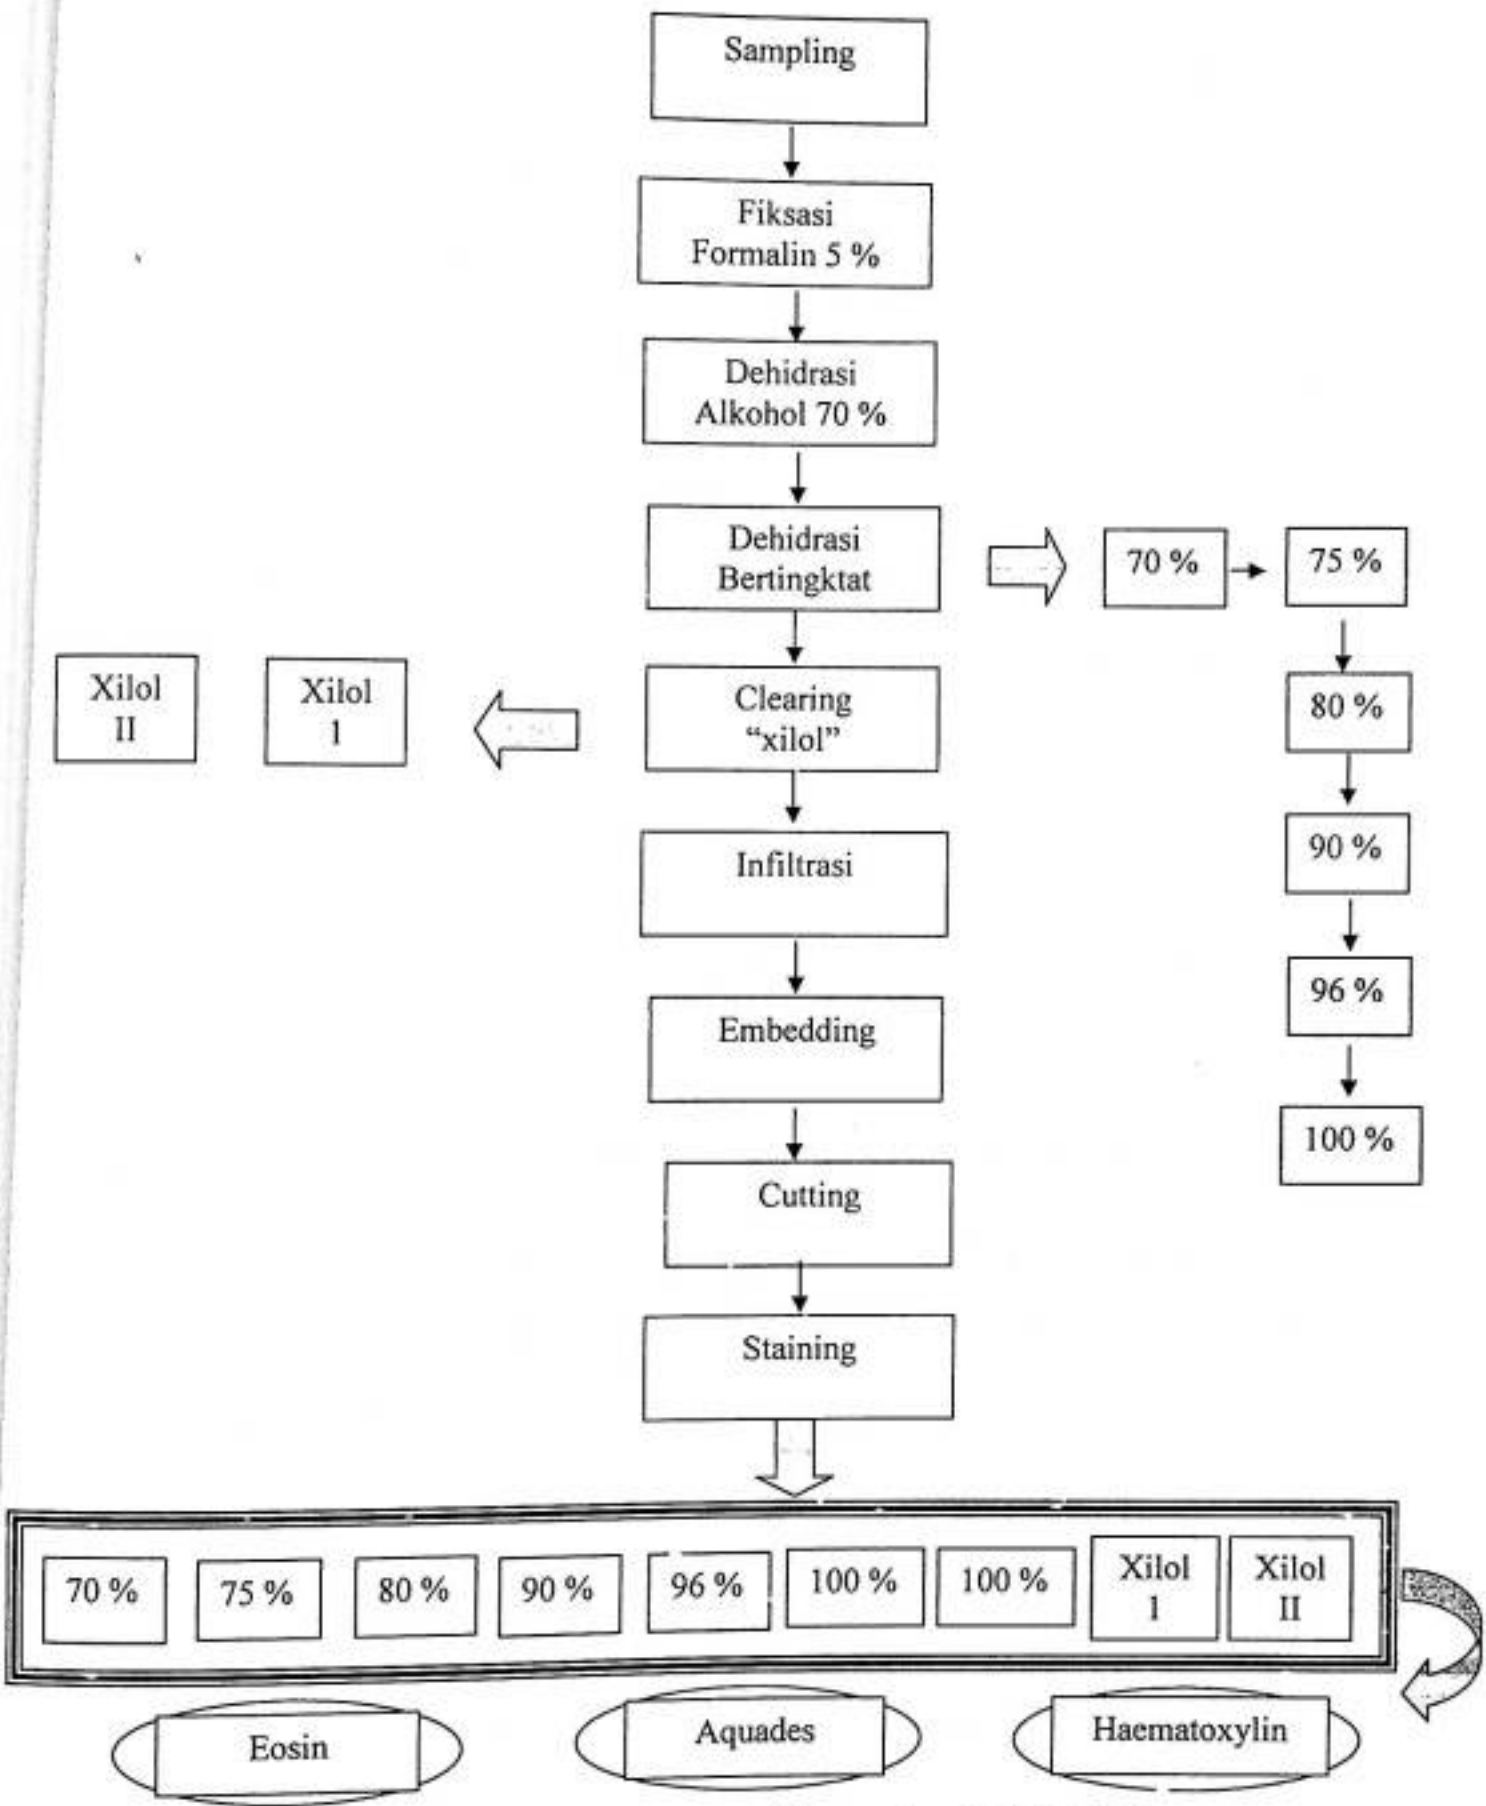 Sampling
Fiksasi
Formalin 5 %
Dehidrasi
Alkohol 70 %
Dehidrasi
Bertingktat
70 %
75 %
80 %
90 %
96 %
100 %
Clearing
“xilol”
Xilol
1
Xilol
II
Infiltrasi
Embedding
Cutting
Staining
70 %
75 %
80 %
90 %
96 %
100 %
100 %
Xilol
1
Xilol
II
Eosin
Aquades
Haematoxylin